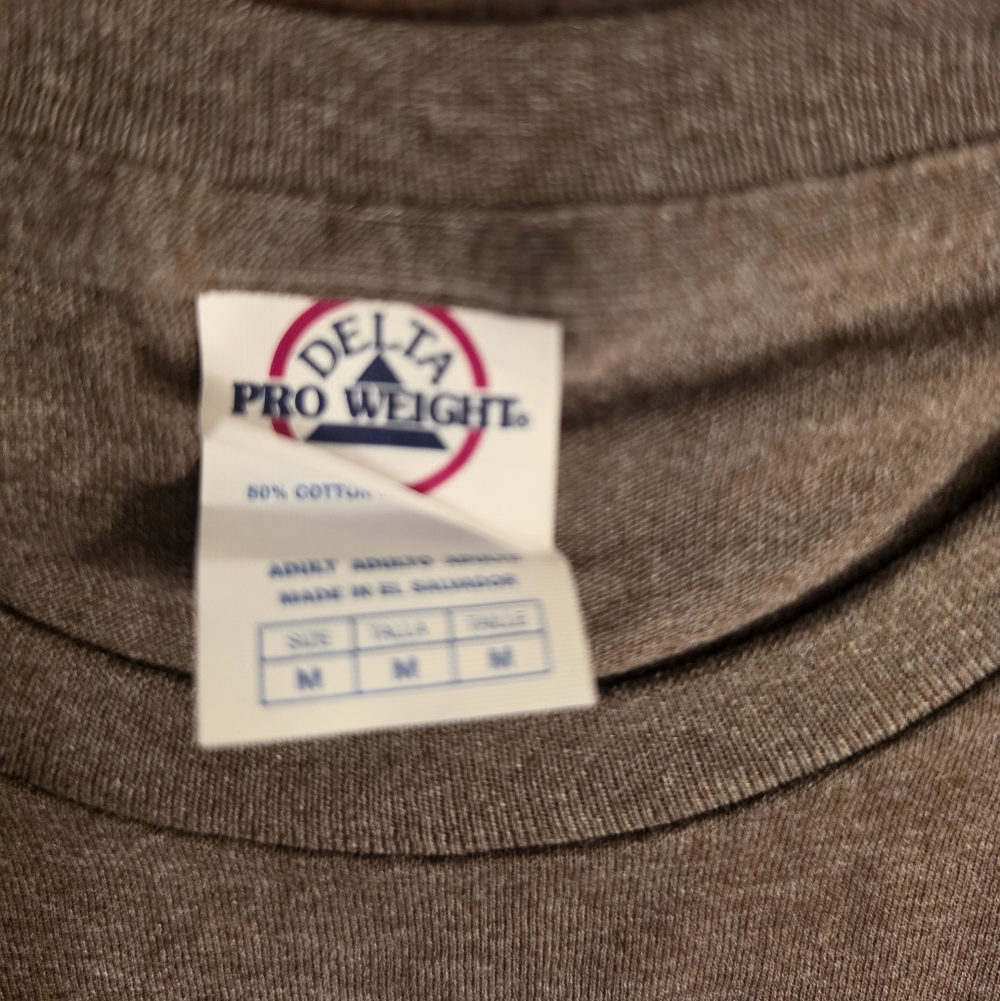 DELTA
PRO WEIGHT®
50% COTTON
ADULT ADULTO ADULTE
MADE IN EL SALVADOR
SIZE TALLA TAILLE
M M M